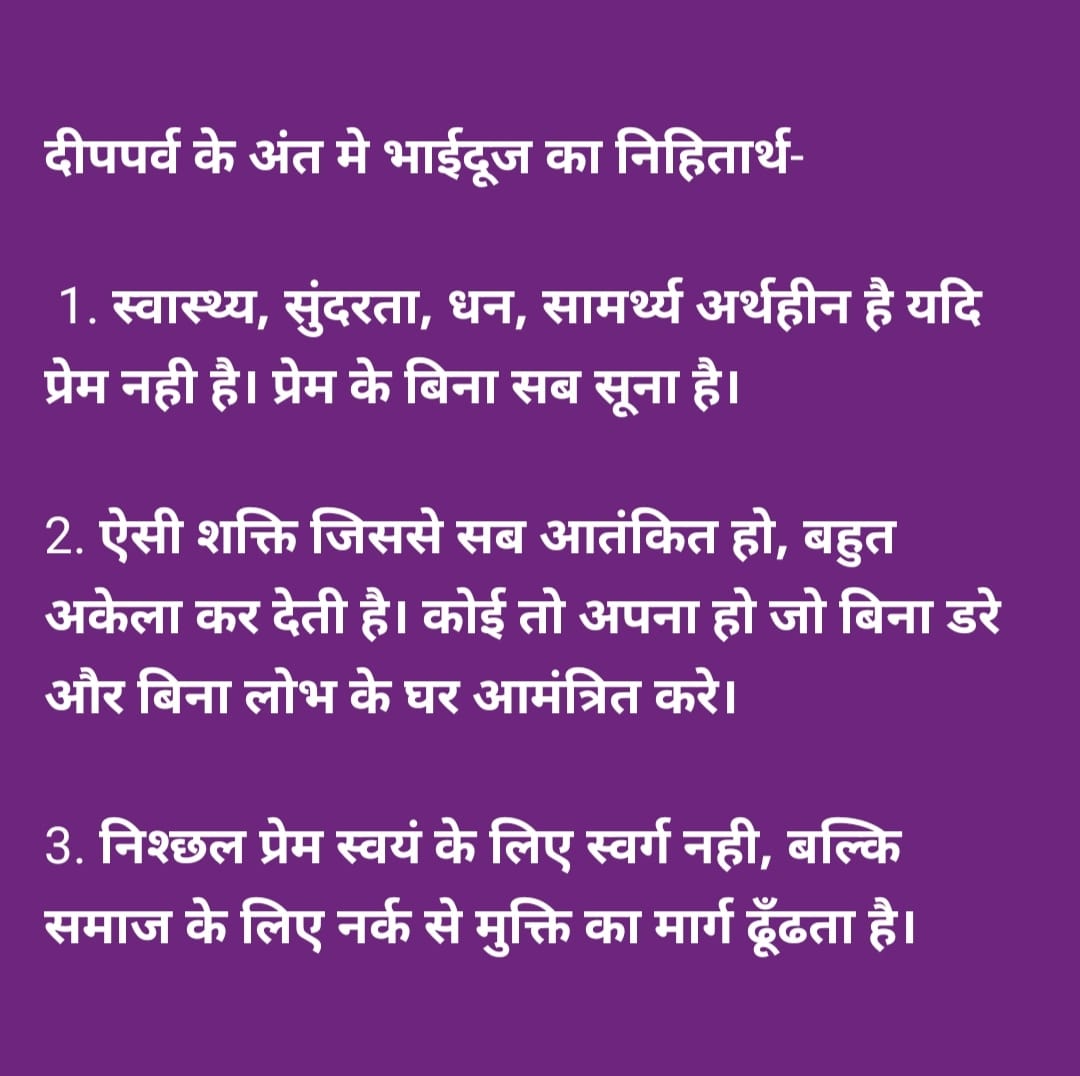 दीपपर्व के अंत मे भाईदूज का निहितार्थ-
1. स्वास्थ्य, सुंदरता, धन, सामर्थ्य अर्थहीन है यदि
प्रेम नही है। प्रेम के बिना सब सूना है।
2. ऐसी शक्ति जिससे सब आतंकित हो, बहुत
अकेला कर देती है। कोई तो अपना हो जो बिना डरे
और बिना लोभ के घर आमंत्रित करे।
3. निश्छल प्रेम स्वयं के लिए स्वर्ग नही, बल्कि
समाज के लिए नर्क से मुक्ति का मार्ग ढूँढता है।